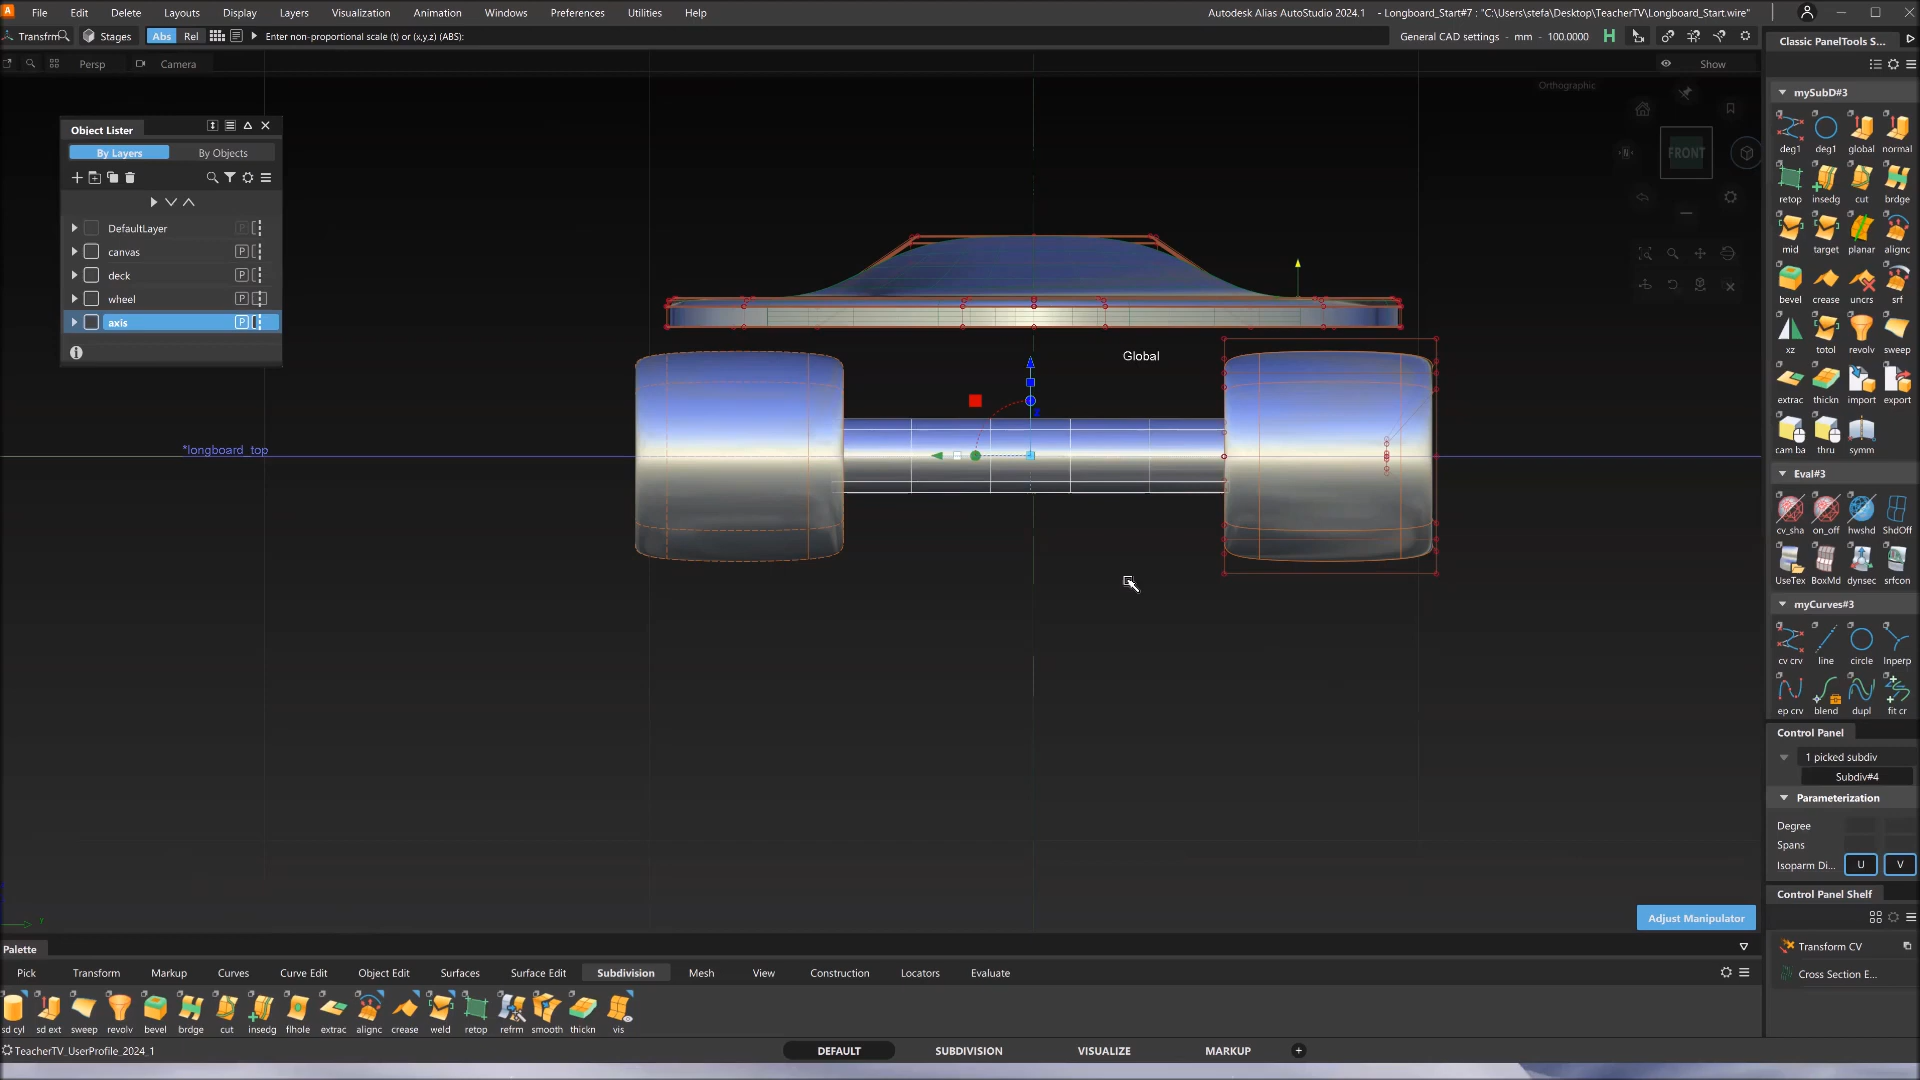 File Edit Delete Layouts Display Layers Visualization Animation Windows Preferences Utilities Help
Autodesk Alias AutoStudio 2024.1 - Longboard_Start#7 : "C:\Users\stefa\Desktop\TeacherTV\Longboard_Start.wire"
Transfrm Stages Abs Rel Enter non-proportional scale (t) or (x,y,z) (ABS):
General CAD settings - mm - 100.0000
Classic PanelTools S...
Persp Camera Show
Orthographic
FRONT
Object Lister
By Layers By Objects
DefaultLayer P
canvas P
deck P
wheel P
axis P
Global
*longboard_top
mySubD#3
deg1 deg1 global normal
retop insedg cut brdge
mid target planar alignc
bevel crease uncrs srf
xz totol revolv sweep
extrac thickn import export
cam ba thru symm
Eval#3
cv_sha on_off hwshd ShdOff
UseTex BoxMd dynsec srfcon
myCurves#3
cv crv line circle lnperp
ep crv blend dupl fit cr
Control Panel
1 picked subdiv
Subdiv#4
Parameterization
Degree
Spans
Isoparm Di... U V
Control Panel Shelf
Adjust Manipulator
Transform CV
Cross Section E...
Palette
Pick Transform Markup Curves Curve Edit Object Edit Surfaces Surface Edit Subdivision Mesh View Construction Locators Evaluate
sd cyl sd ext sweep revolv bevel brdge cut insedg flhole extrac alignc crease weld retop refrm smooth thickn vis
TeacherTV_UserProfile_2024_1
DEFAULT SUBDIVISION VISUALIZE MARKUP